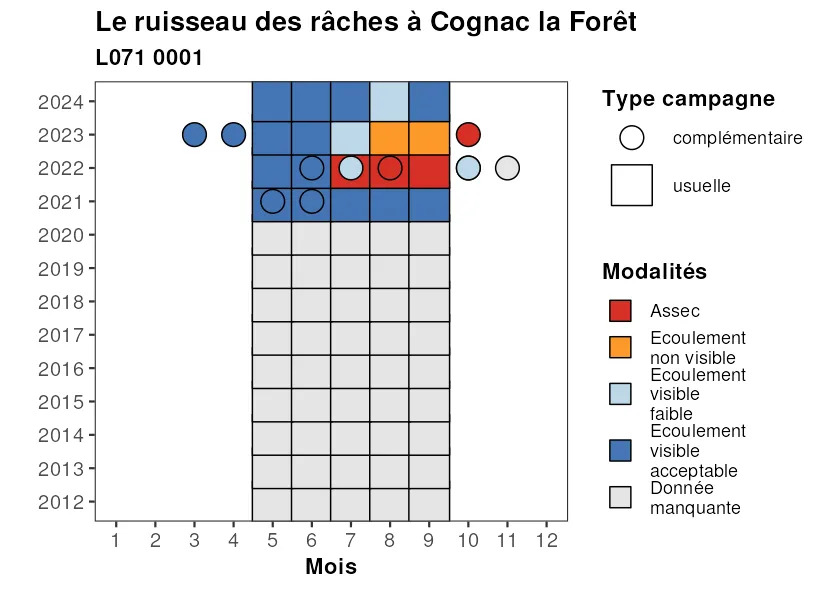 Le ruisseau des râches à Cognac la Forêt
L071 0001
2024
2023
2022
2021
2020
2019
2018
2017
2016
2015
2014
2013
2012
1 2 3 4 5 6 7 8 9 10 11 12
Mois
Type campagne
complémentaire
usuelle
Modalités
Assec
Ecoulement
non visible
Ecoulement
visible
faible
Ecoulement
visible
acceptable
Donnée
manquante